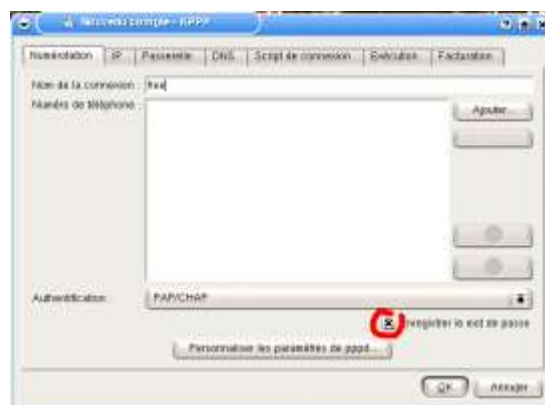 Nouveau compte - KPPP
Numérotation IP Passerelle DNS Script de connexion Exécution Facturation
Nom de la connexion : free
Numéro de téléphone :
Ajouter...
Authentification : PAP/CHAP
Enregistrer le mot de passe
Personnaliser les paramètres de pppd...
OK Annuler